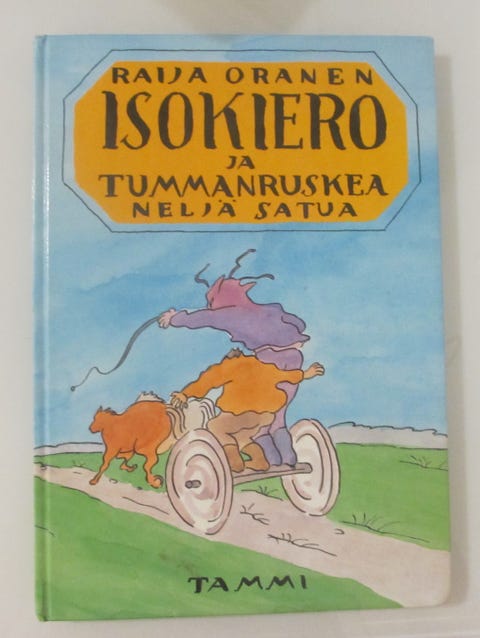 RAIJA ORANEN
ISOKIERO
JA
TUMMANRUSKEA
NELJÄ SATUA
TAMMI